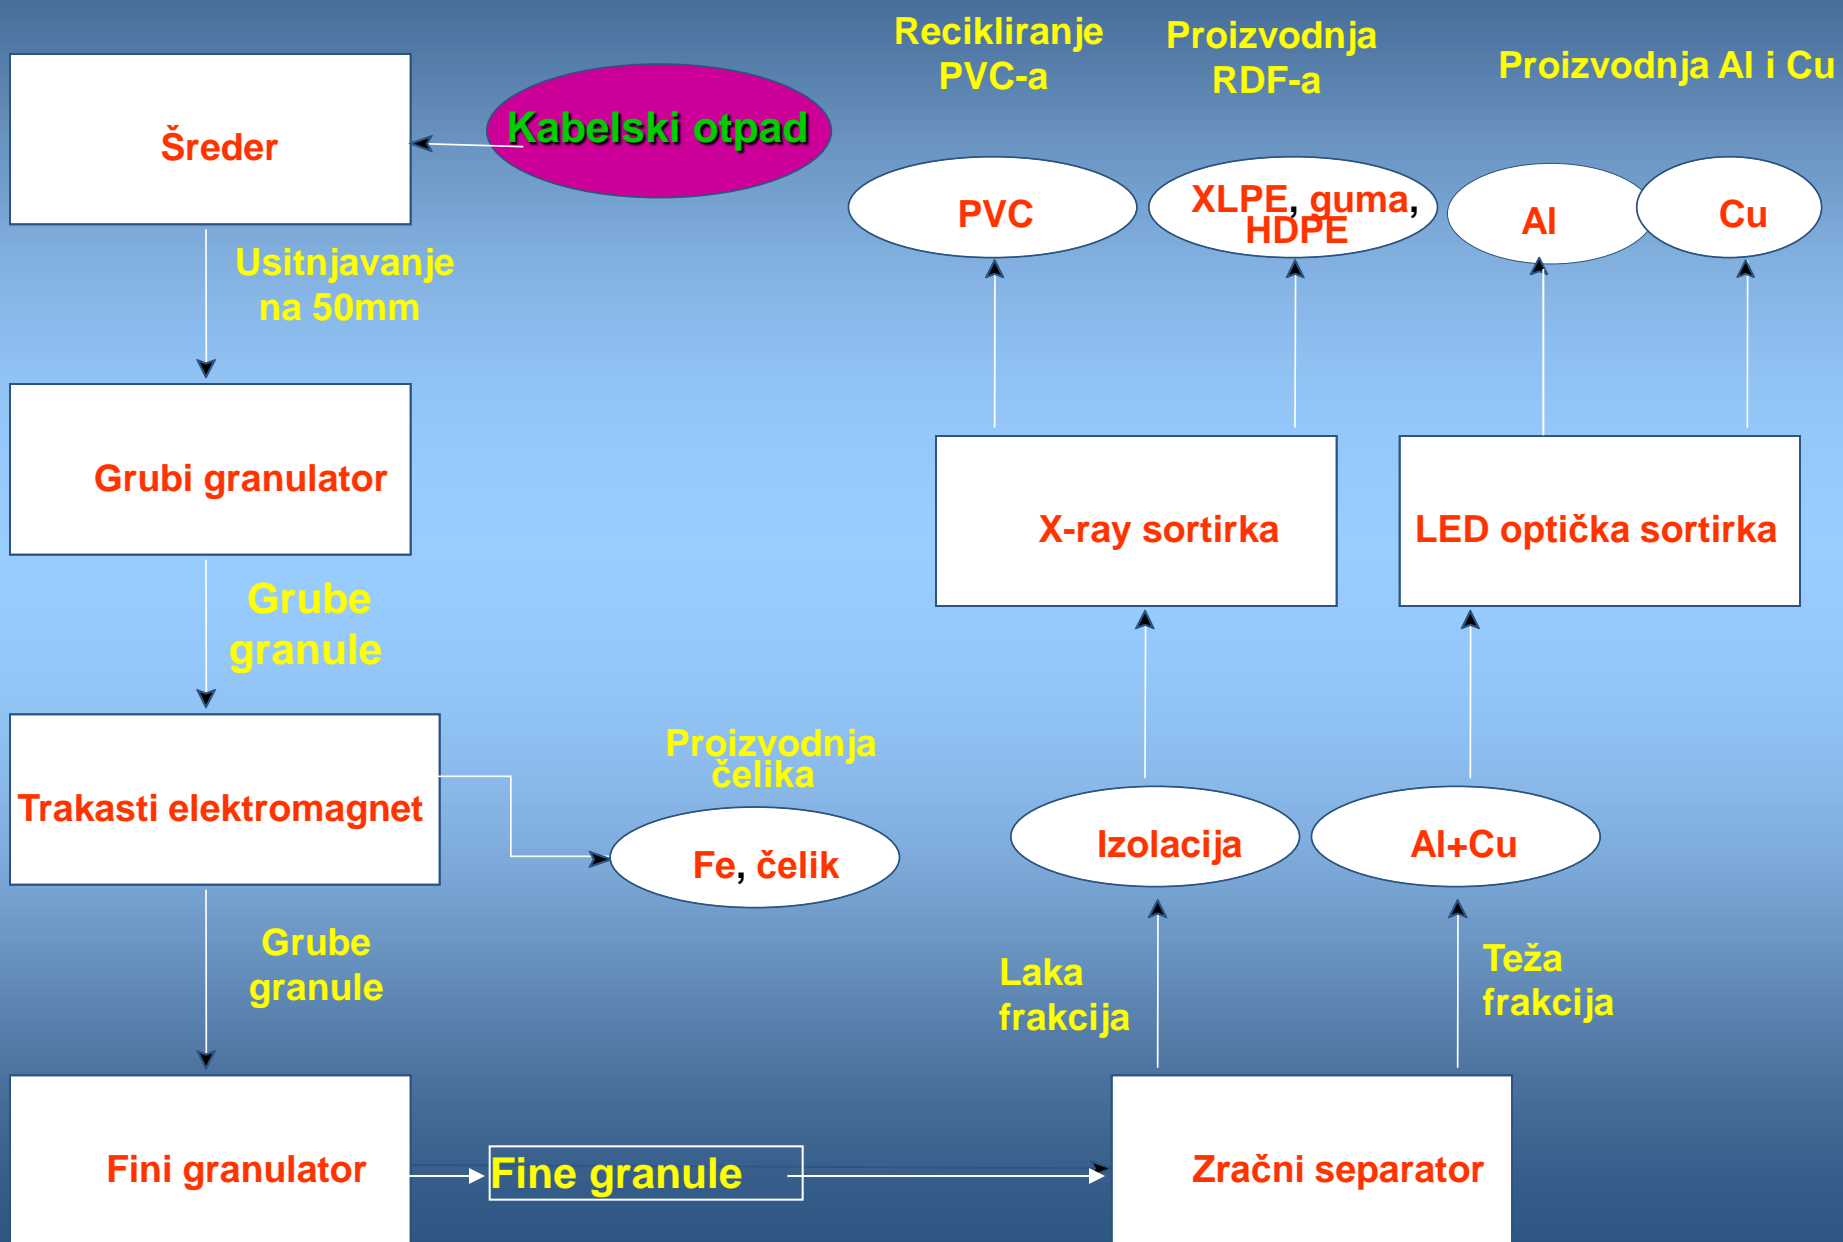 Recikliranje
PVC-a
Proizvodnja
RDF-a
Proizvodnja Al i Cu
Šreder
Kabelski otpad
PVC
XLPE, guma,
HDPE
Al
Cu
Usitnjavanje
na 50mm
Grubi granulator
X-ray sortirka
LED optička sortirka
Grube
granule
Trakasti elektromagnet
Proizvodnja
čelika
Fe, čelik
Izolacija
Al+Cu
Grube
granule
Laka
frakcija
Teža
frakcija
Fini granulator
Fine granule
Zračni separator